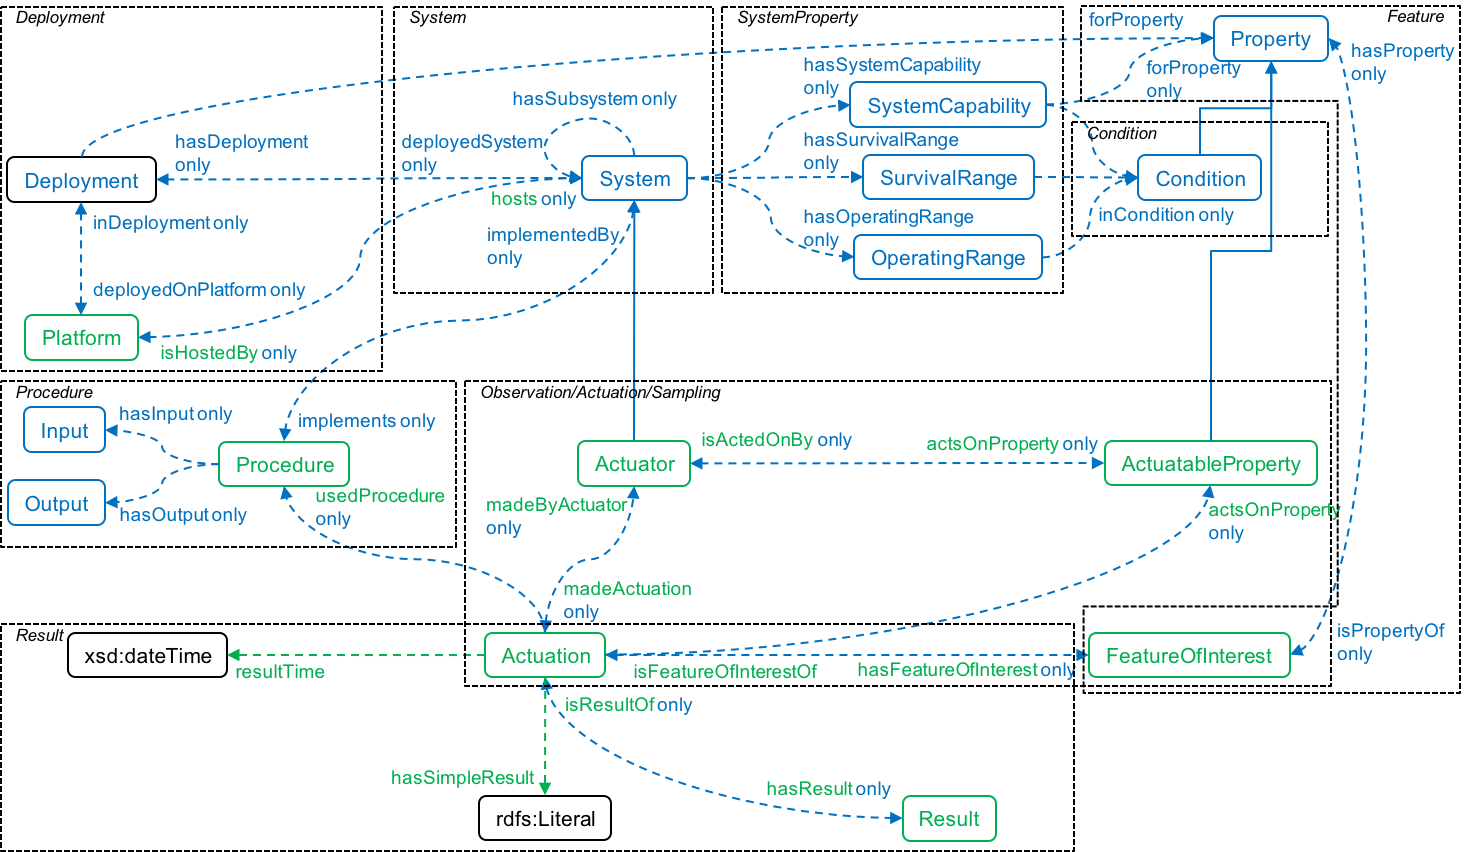 Deployment
System
SystemProperty
Feature
forProperty
Property
hasProperty
only
hasSystemCapability
only
forProperty
only
SystemCapability
hasSubsystem only
hasDeployment
only
deployedSystem
only
hasSurvivalRange
only
Condition
Deployment
System
SurvivalRange
Condition
hosts only
inDeployment only
implementedBy
only
hasOperatingRange
only
inCondition only
OperatingRange
deployedOnPlatform only
Platform
isHostedBy only
Procedure
Observation/Actuation/Sampling
hasInput only
Input
implements only
Procedure
isActedOnBy only
actsOnProperty only
Actuator
ActuatableProperty
Output
hasOutput only
usedProcedure
only
madeByActuator
only
actsOnProperty
only
madeActuation
only
Result
xsd:dateTime
resultTime
Actuation
isFeatureOfInterestOf
hasFeatureOfInterest only
FeatureOfInterest
isPropertyOf
only
isResultOf only
hasSimpleResult
hasResult only
rdfs:Literal
Result